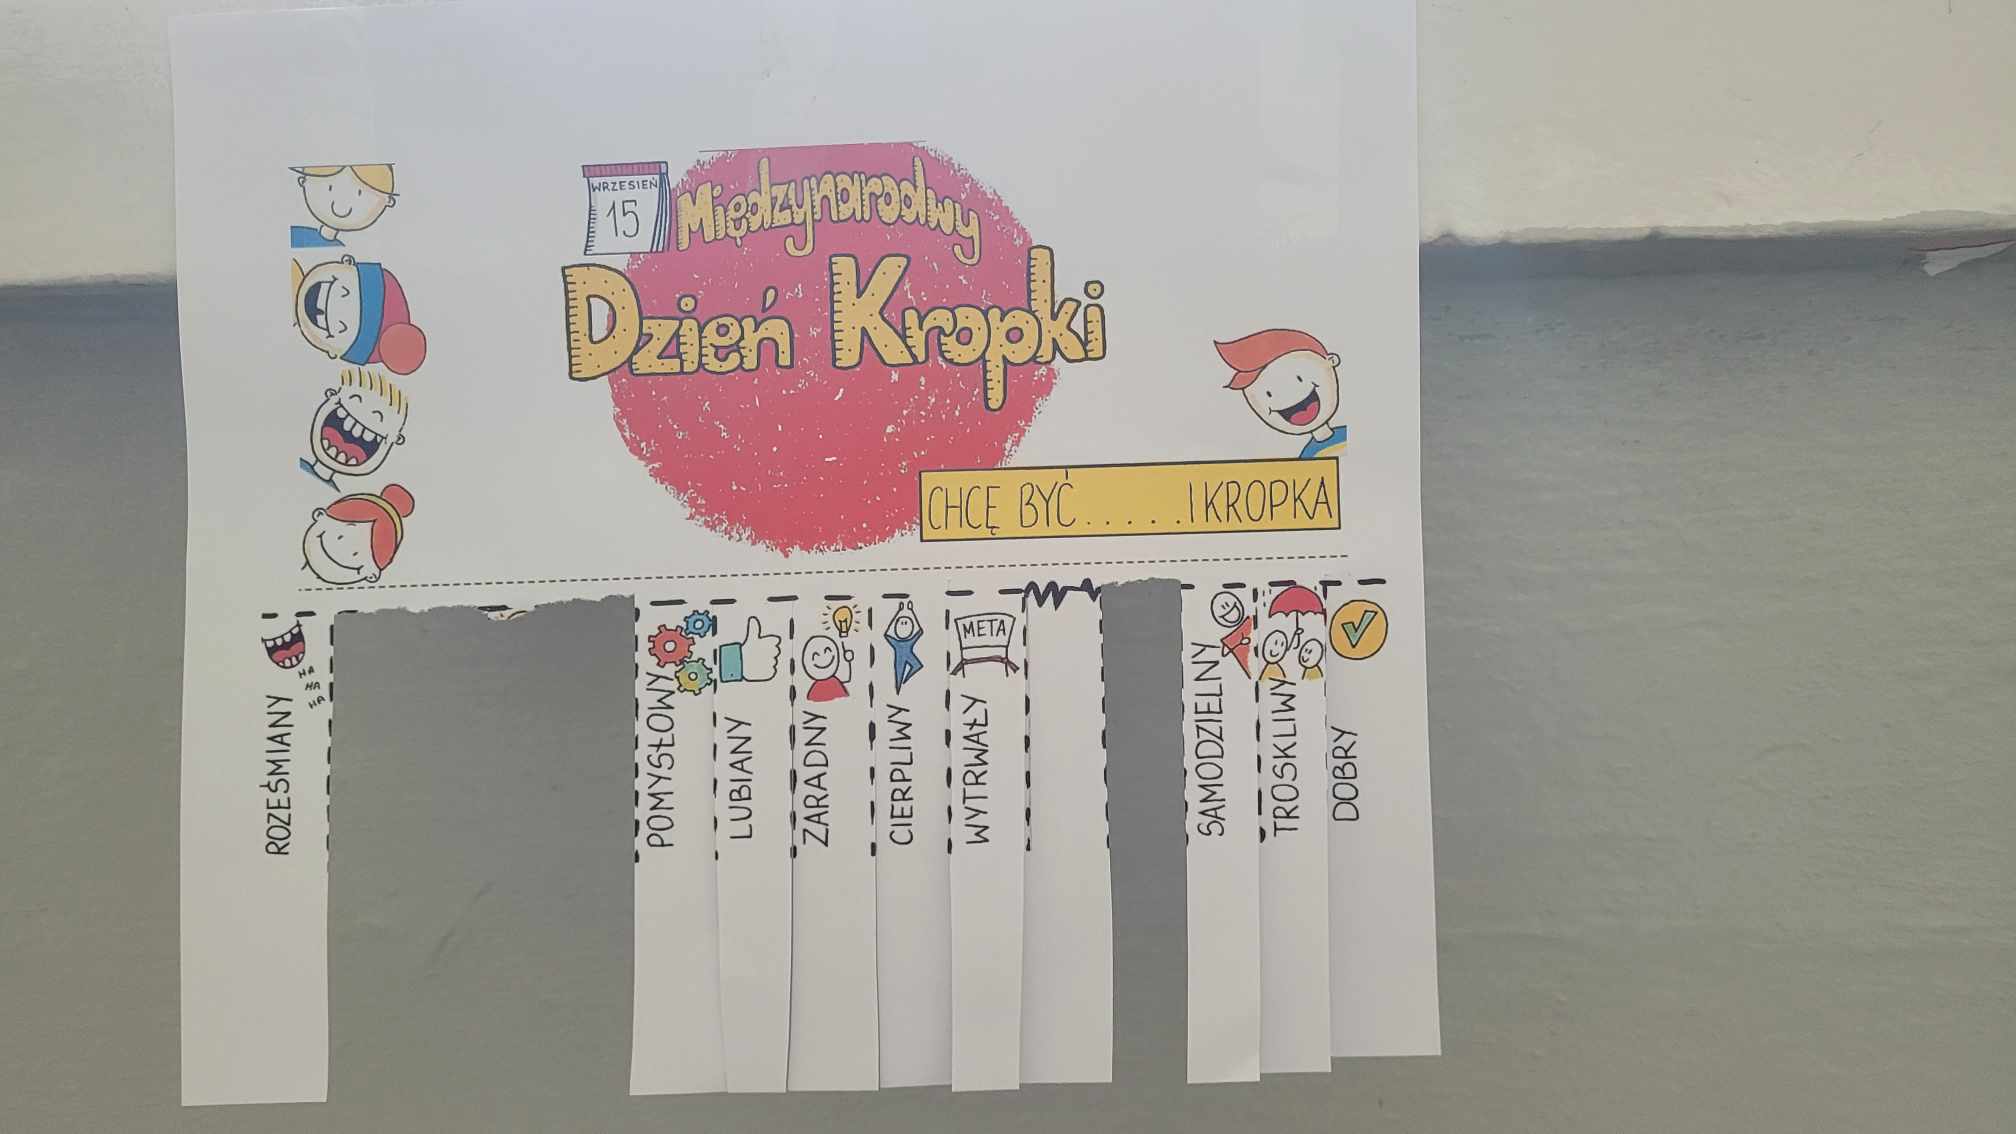 WRZESIEŃ
15
Międzynarodwy
Dzień Kropki
CHCĘ BYĆ.....I KROPKA
HA
HA
HA
ROZEŚMIANY
POMYSŁOWY
LUBIANY
ZARADNY
CIERPLIWY
META
WYTRWAŁY
SAMODZIELNY
TROSKLIWY
DOBRY